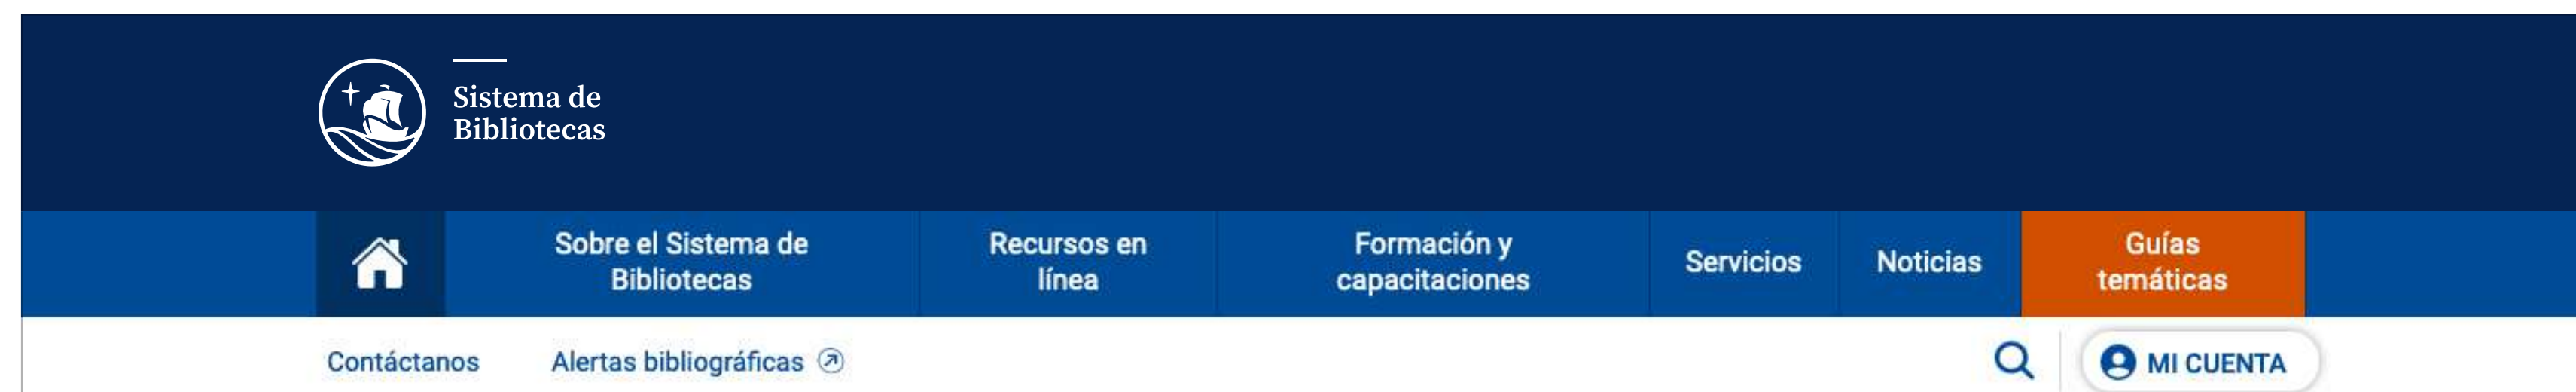 Sistema de
Bibliotecas
Sobre el Sistema de
Bibliotecas
Recursos en
línea
Formación y
capacitaciones
Servicios
Noticias
Guías
temáticas
Contáctanos
Alertas bibliográficas
MI CUENTA